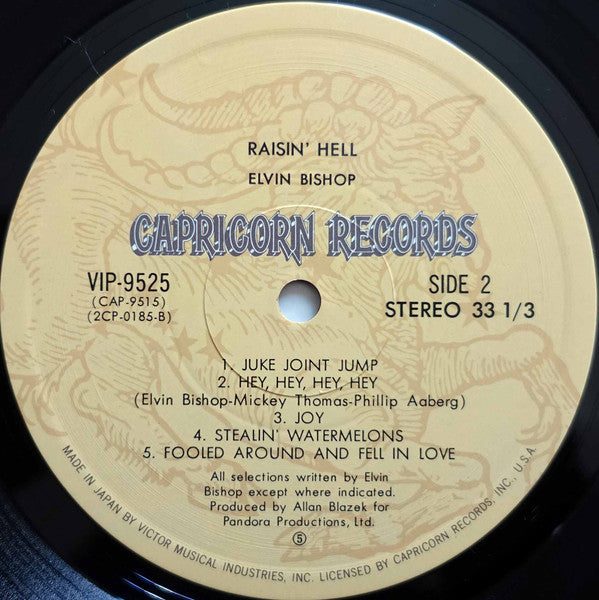 RAISIN' HELL
ELVIN BISHOP
CAPRICORN RECORDS
VIP-9525
(CAP-9515)
(2CP-0185-B)
SIDE 2
STEREO 33 1/3
1. JUKE JOINT JUMP
2. HEY, HEY, HEY, HEY
(Elvin Bishop-Mickey Thomas-Phillip Aaberg)
3. JOY
4. STEALIN' WATERMELONS
5. FOOLED AROUND AND FELL IN LOVE
All selections written by Elvin
Bishop except where indicated.
Produced by Allan Blazek for
Pandora Productions, Ltd.
⑤
MADE IN JAPAN BY VICTOR MUSICAL INDUSTRIES, INC. LICENSED BY CAPRICORN RECORDS, INC., U.S.A.